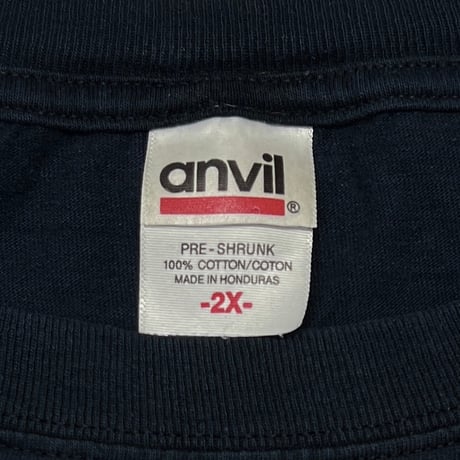 anvil
®
PRE-SHRUNK
100% COTTON/COTON
MADE IN HONDURAS
-2X-